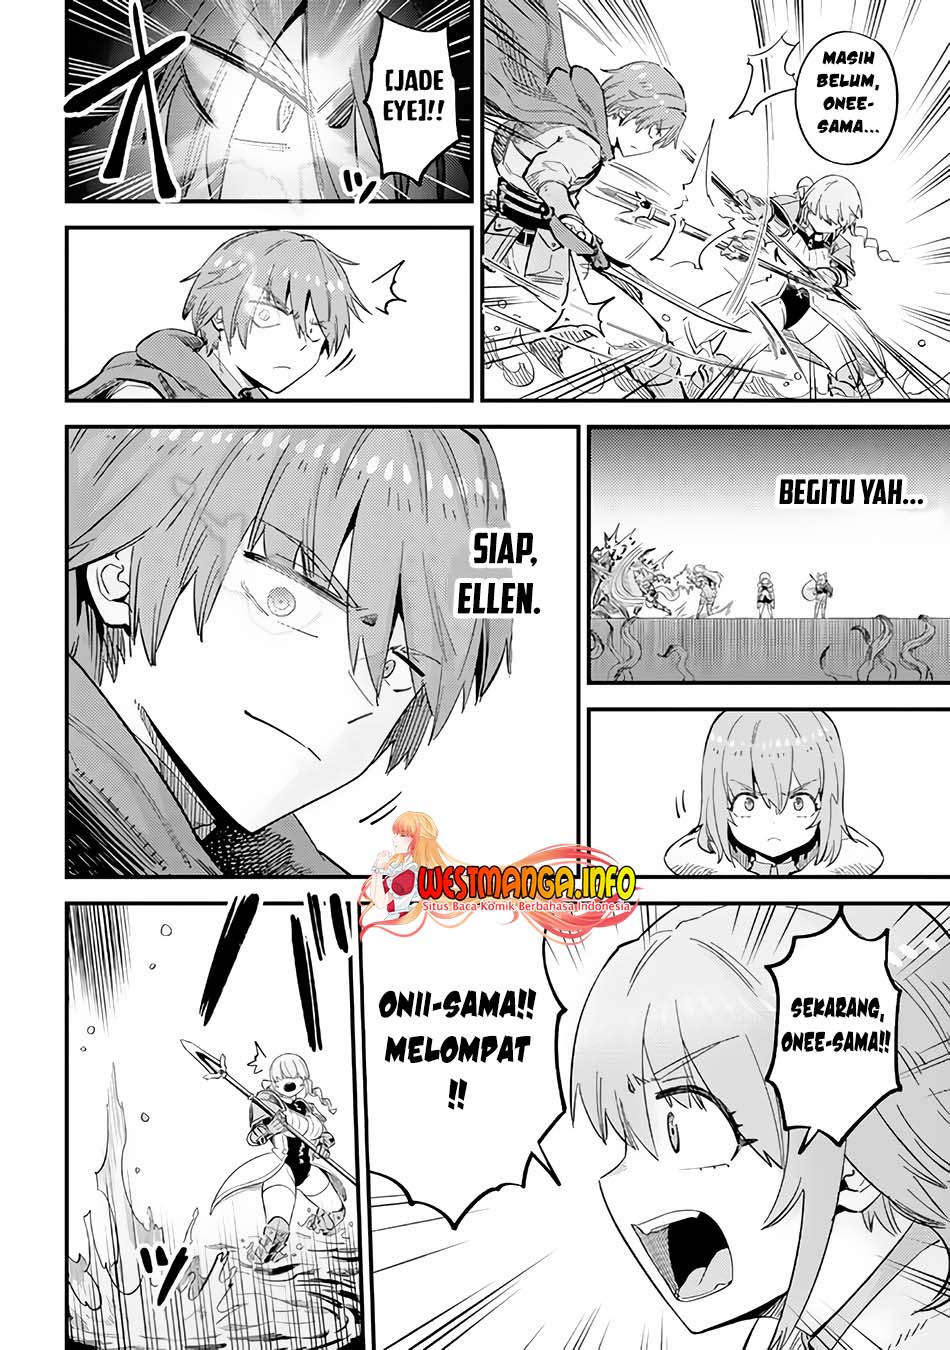 MASIH
BELUM,
ONEE-
SAMA...
[JADE
EYE]!!
BEGITU YAH...
SIAP,
ELLEN.
WESTMANGA.INFO
Situs Baca Komik Berbahasa Indonesia
SEKARANG,
ONEE-SAMA!!
ONII-SAMA!!
MELOMPAT
!!